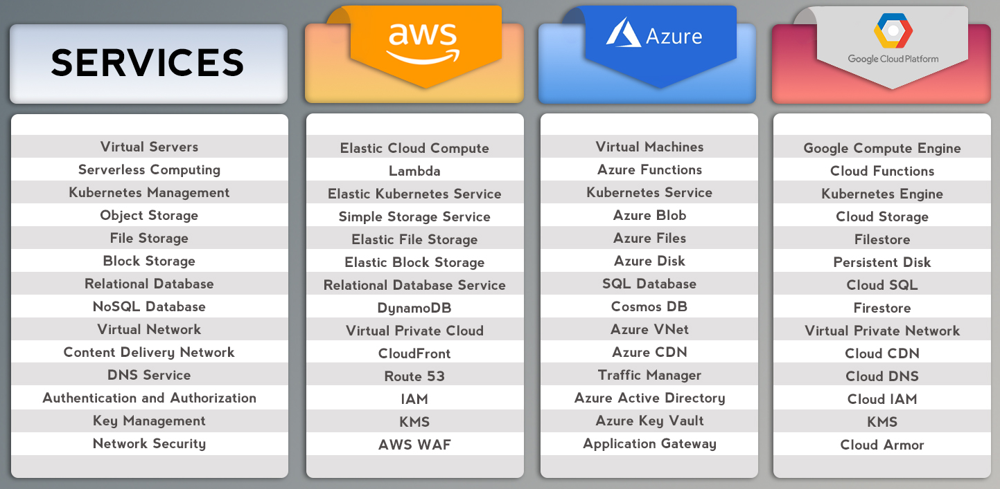 SERVICES aws Azure Google Cloud Platform
Virtual Servers Elastic Cloud Compute Virtual Machines Google Compute Engine
Serverless Computing Lambda Azure Functions Cloud Functions
Kubernetes Management Elastic Kubernetes Service Kubernetes Service Kubernetes Engine
Object Storage Simple Storage Service Azure Blob Cloud Storage
File Storage Elastic File Storage Azure Files Filestore
Block Storage Elastic Block Storage Azure Disk Persistent Disk
Relational Database Relational Database Service SQL Database Cloud SQL
NoSQL Database DynamoDB Cosmos DB Firestore
Virtual Network Virtual Private Cloud Azure VNet Virtual Private Network
Content Delivery Network CloudFront Azure CDN Cloud CDN
DNS Service Route 53 Traffic Manager Cloud DNS
Authentication and Authorization IAM Azure Active Directory Cloud IAM
Key Management KMS Azure Key Vault KMS
Network Security AWS WAF Application Gateway Cloud Armor